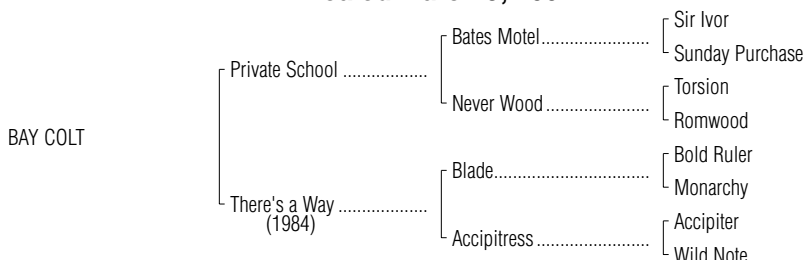 Sir Ivor
Bates Motel
Sunday Purchase
Private School
Torsion
Never Wood
Romwood
BAY COLT
Bold Ruler
Blade
Monarchy
There's a Way
(1984)
Accipiter
Accipitress
Wild Note